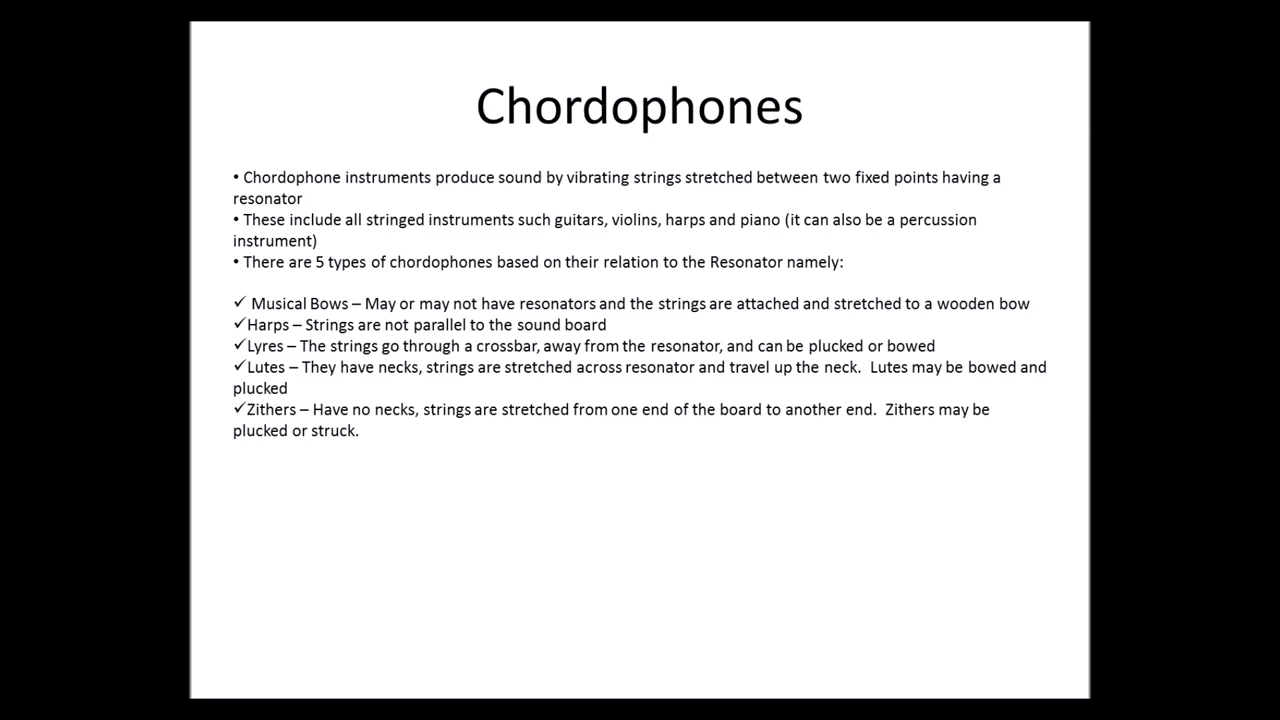 Chordophones
• Chordophone instruments produce sound by vibrating strings stretched between two fixed points having a
resonator
• These include all stringed instruments such guitars, violins, harps and piano (it can also be a percussion
instrument)
• There are 5 types of chordophones based on their relation to the Resonator namely:
✓ Musical Bows – May or may not have resonators and the strings are attached and stretched to a wooden bow
✓Harps – Strings are not parallel to the sound board
✓Lyres – The strings go through a crossbar, away from the resonator, and can be plucked or bowed
✓Lutes – They have necks, strings are stretched across resonator and travel up the neck.  Lutes may be bowed and
plucked
✓Zithers – Have no necks, strings are stretched from one end of the board to another end.  Zithers may be
plucked or struck.